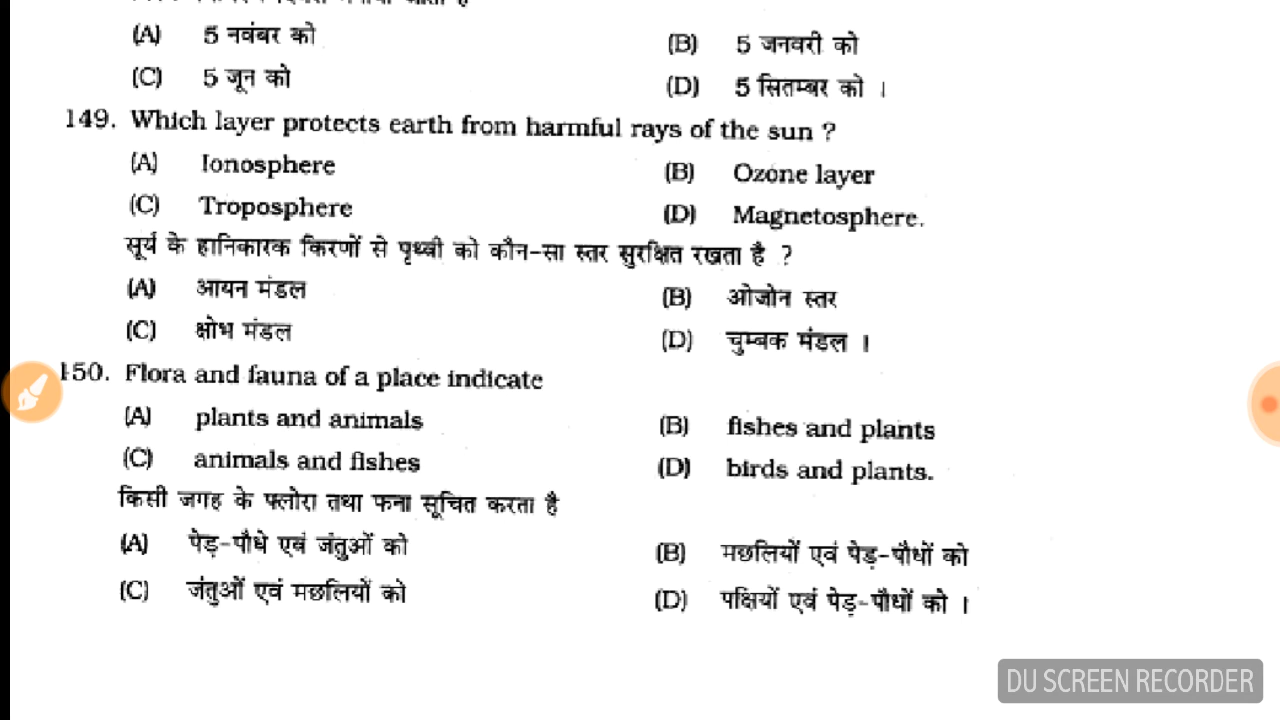 (A) 5 नवंबर को (B) 5 जनवरी को
(C) 5 जून को (D) 5 सितम्बर को ।
149. Which layer protects earth from harmful rays of the sun ?
(A) Ionosphere (B) Ozone layer
(C) Troposphere (D) Magnetosphere.
सूर्य के हानिकारक किरणों से पृथ्वी को कौन-सा स्तर सुरक्षित रखता है ?
(A) आयन मंडल (B) ओजोन स्तर
(C) क्षोभ मंडल (D) चुम्बक मंडल ।
150. Flora and fauna of a place indicate
(A) plants and animals (B) fishes and plants
(C) animals and fishes (D) birds and plants.
किसी जगह के फ्लोरा तथा फना सूचित करता है
(A) पेड़-पौधे एवं जंतुओं को (B) मछलियों एवं पेड़-पौधों को
(C) जंतुओं एवं मछलियों को (D) पक्षियों एवं पेड़-पौधों को ।
DU SCREEN RECORDER